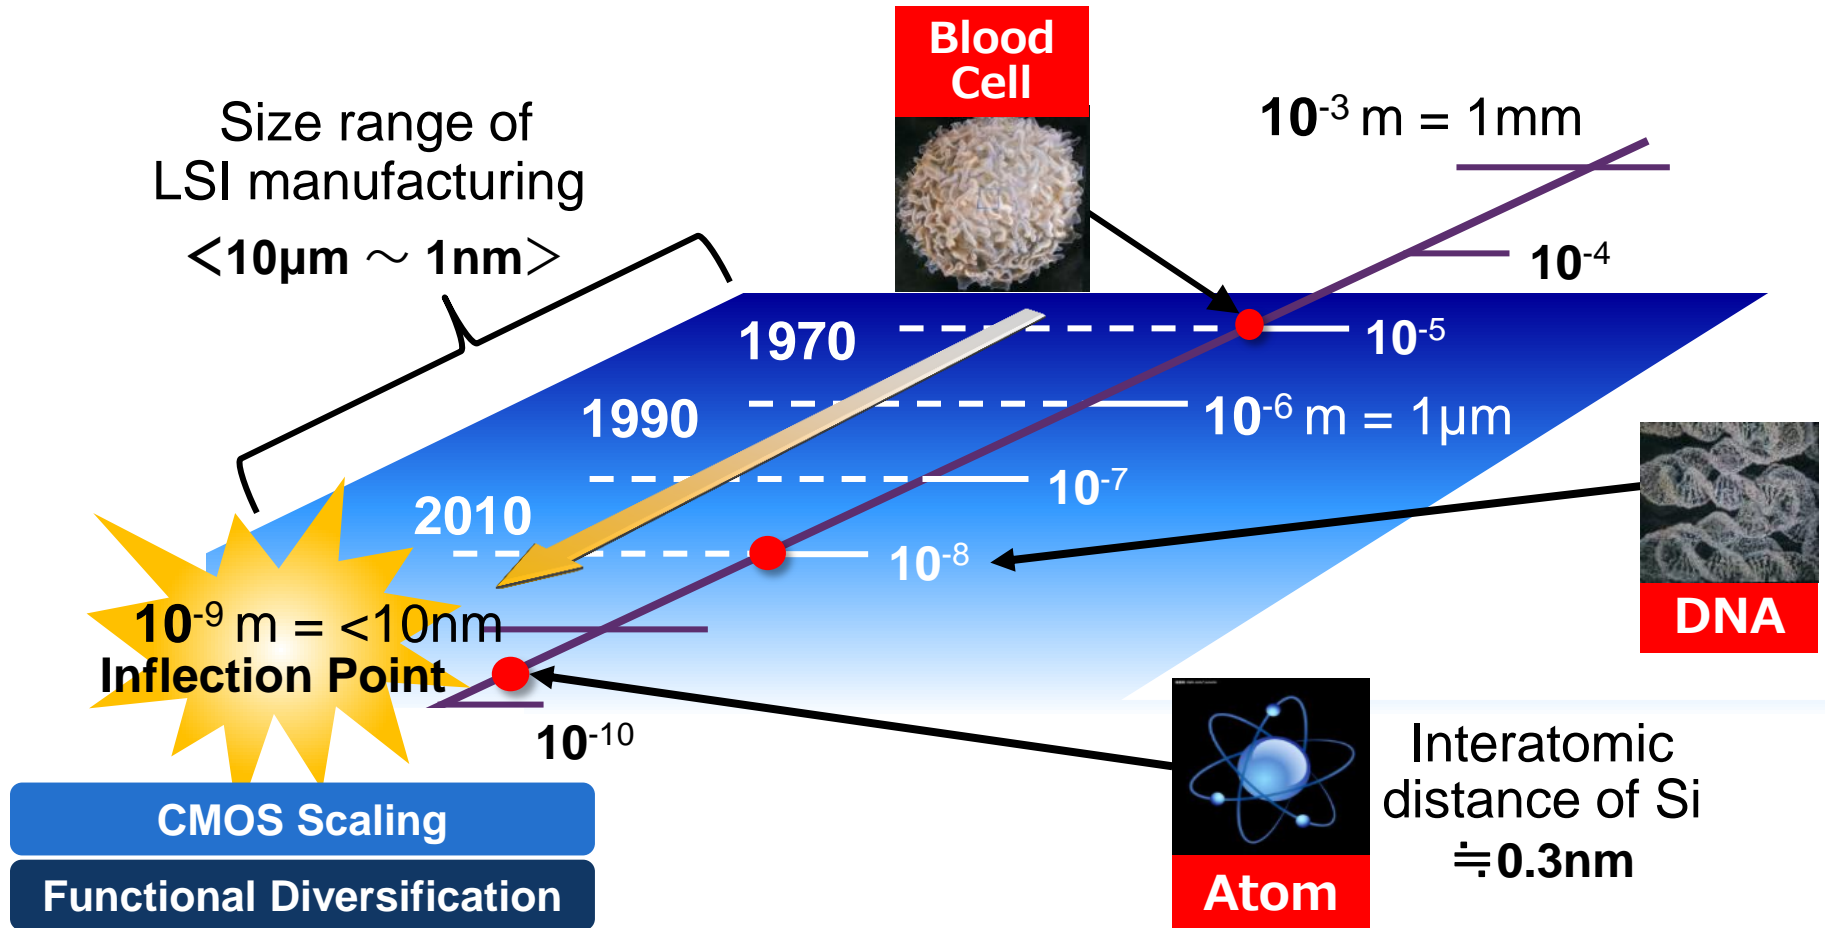 Blood
Cell
Size range of
LSI manufacturing
<10μm ～ 1nm>
10-3 m = 1mm
10-4
1970
10-5
1990
10-6 m = 1μm
10-7
2010
10-8
DNA
10-9 m = <10nm
Inflection Point
10-10
Interatomic
distance of Si
≒0.3nm
Atom
CMOS Scaling
Functional Diversification